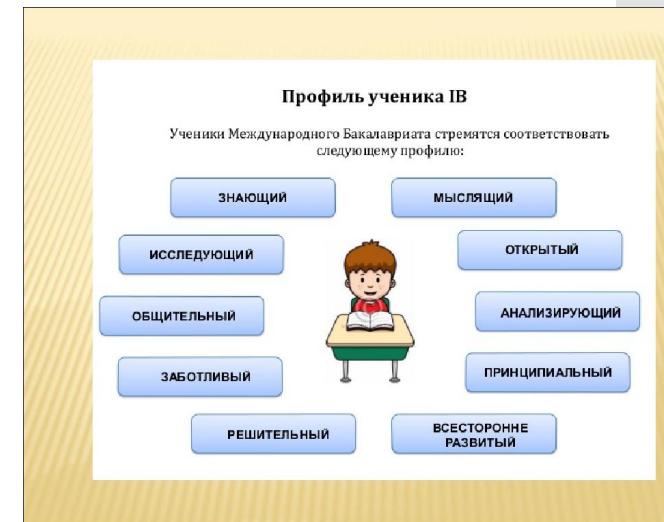 Профиль ученика IB
Ученики Международного Бакалавриата стремятся соответствовать
следующему профилю:
ЗНАЮЩИЙ
МЫСЛЯЩИЙ
ИССЛЕДУЮЩИЙ
ОТКРЫТЫЙ
ОБЩИТЕЛЬНЫЙ
АНАЛИЗИРУЮЩИЙ
ЗАБОТЛИВЫЙ
ПРИНЦИПИАЛЬНЫЙ
РЕШИТЕЛЬНЫЙ
ВСЕСТОРОННЕ
РАЗВИТЫЙ